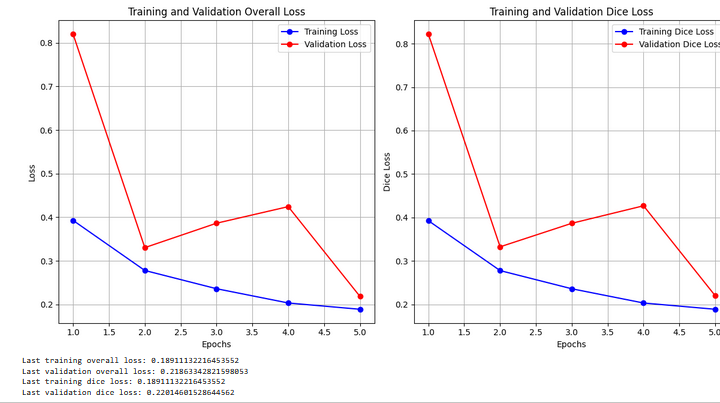 Training and Validation Overall Loss
Training Loss
Validation Loss
0.8
0.7
0.6
0.5
0.4
0.3
0.2
Loss
1.0 1.5 2.0 2.5 3.0 3.5 4.0 4.5 5.0
Epochs
Training and Validation Dice Loss
Training Dice Loss
Validation Dice Loss
0.8
0.7
0.6
0.5
0.4
0.3
0.2
Dice Loss
1.0 1.5 2.0 2.5 3.0 3.5 4.0 4.5 5.0
Epochs
Last training overall loss: 0.18911132216453552
Last validation overall loss: 0.21863342821598053
Last training dice loss: 0.18911132216453552
Last validation dice loss: 0.22014601528644562